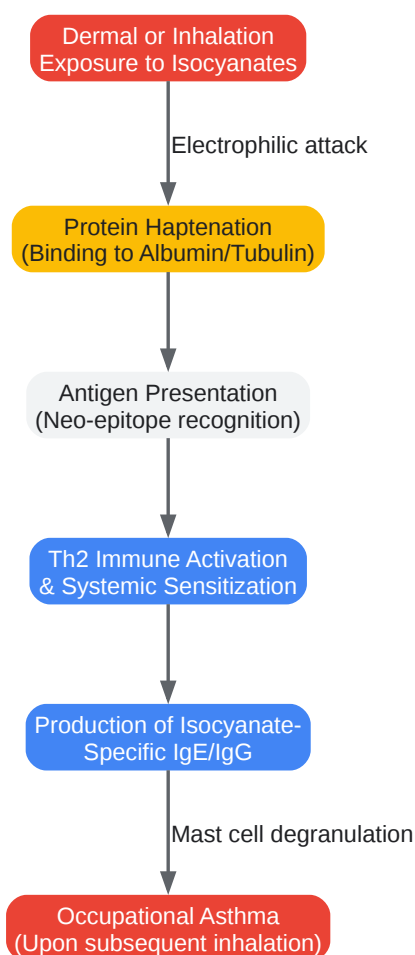 Dermal or Inhalation
Exposure to Isocyanates
Electrophilic attack
Protein Haptenation
(Binding to Albumin/Tubulin)
Antigen Presentation
(Neo-epitope recognition)
Th2 Immune Activation
& Systemic Sensitization
Production of Isocyanate-
Specific IgE/IgG
Mast cell degranulation
Occupational Asthma
(Upon subsequent inhalation)